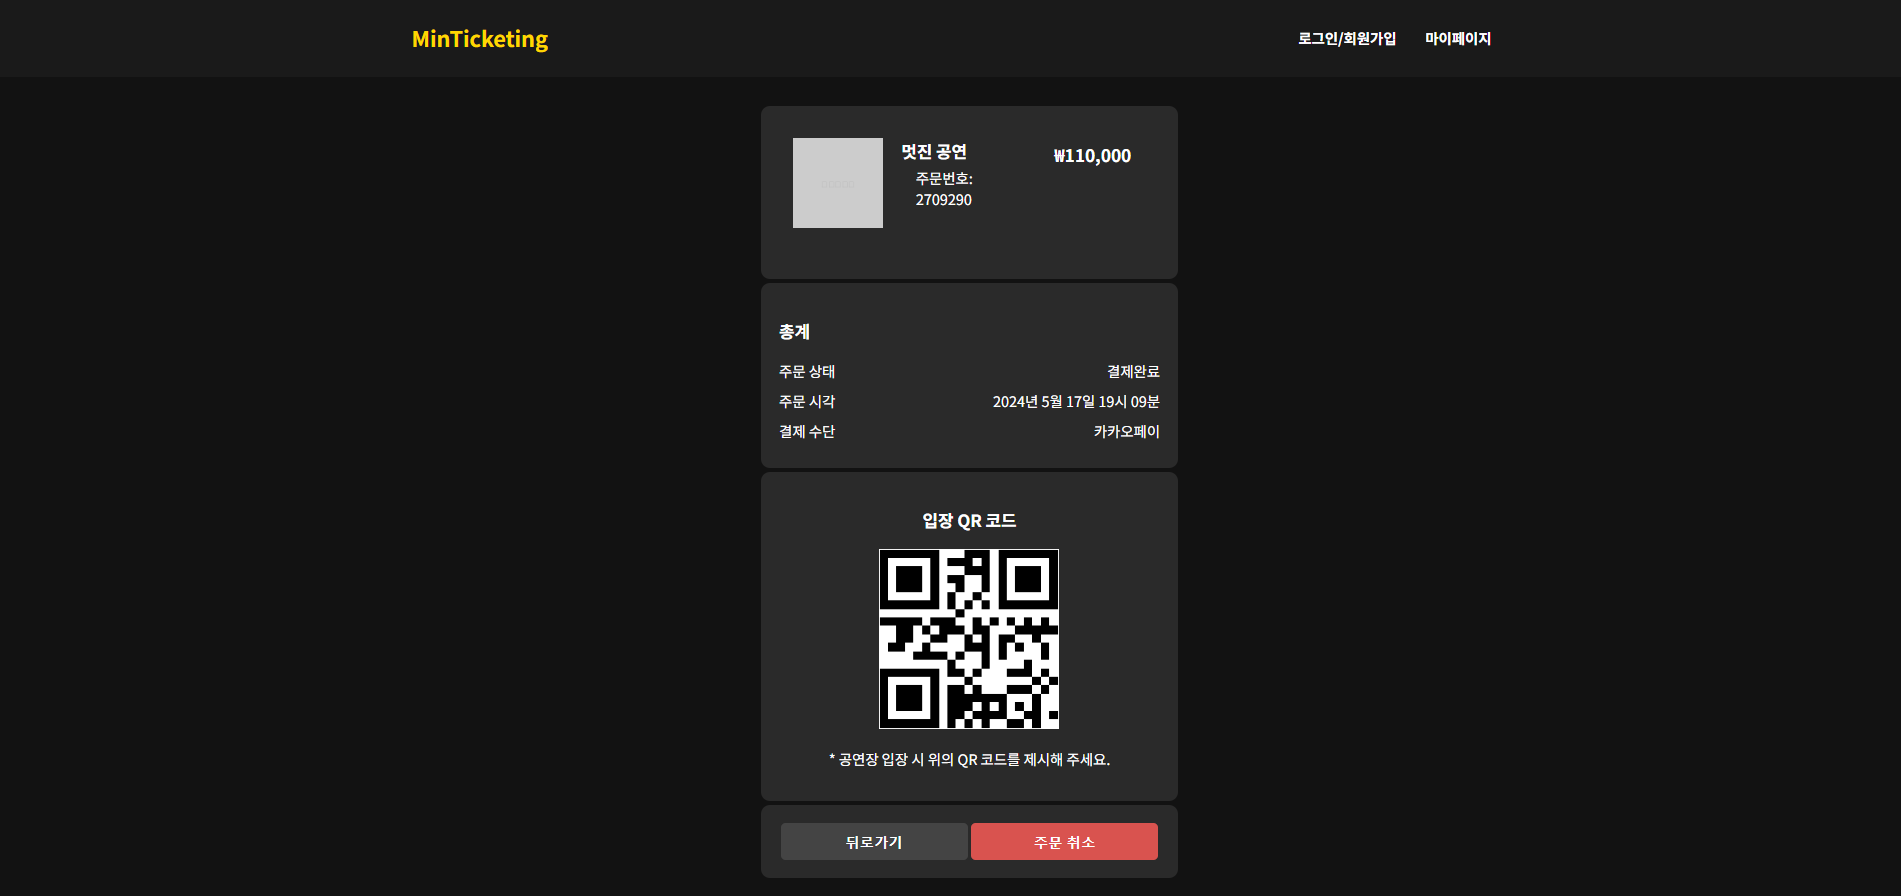 MinTicketing
로그인/회원가입 마이페이지
멋진 공연
₩110,000
주문번호:
2709290
총계
주문 상태 결제완료
주문 시각 2024년 5월 17일 19시 09분
결제 수단 카카오페이
입장 QR 코드
* 공연장 입장 시 위의 QR 코드를 제시해 주세요.
뒤로가기 주문 취소